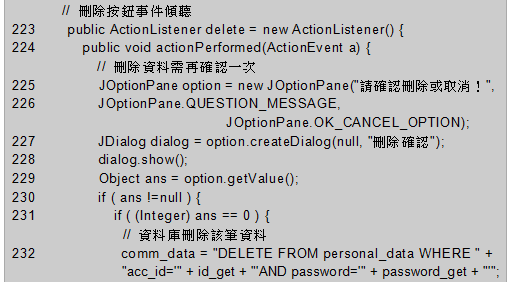 // 刪除按鈕事件傾聽
223 public ActionListener delete = new ActionListener() {
224 public void actionPerformed(ActionEvent a) {
// 刪除資料需再確認一次
225 JOptionPane option = new JOptionPane("請確認刪除或取消！",
226 JOptionPane.QUESTION_MESSAGE,
JOptionPane.OK_CANCEL_OPTION);
227 JDialog dialog = option.createDialog(null, "刪除確認");
228 dialog.show();
229 Object ans = option.getValue();
230 if ( ans !=null ) {
231 if ( (Integer) ans == 0 ) {
// 資料庫刪除該筆資料
232 comm_data = "DELETE FROM personal_data WHERE " +
"acc_id='" + id_get + "'AND password='" + password_get + "'";